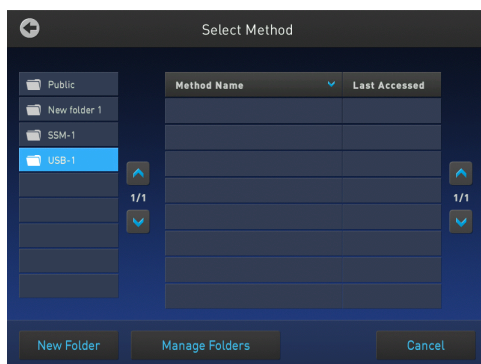 Select Method
Public
New folder 1
SSM-1
USB-1
1/1
Method Name
Last Accessed
1/1
New Folder
Manage Folders
Cancel